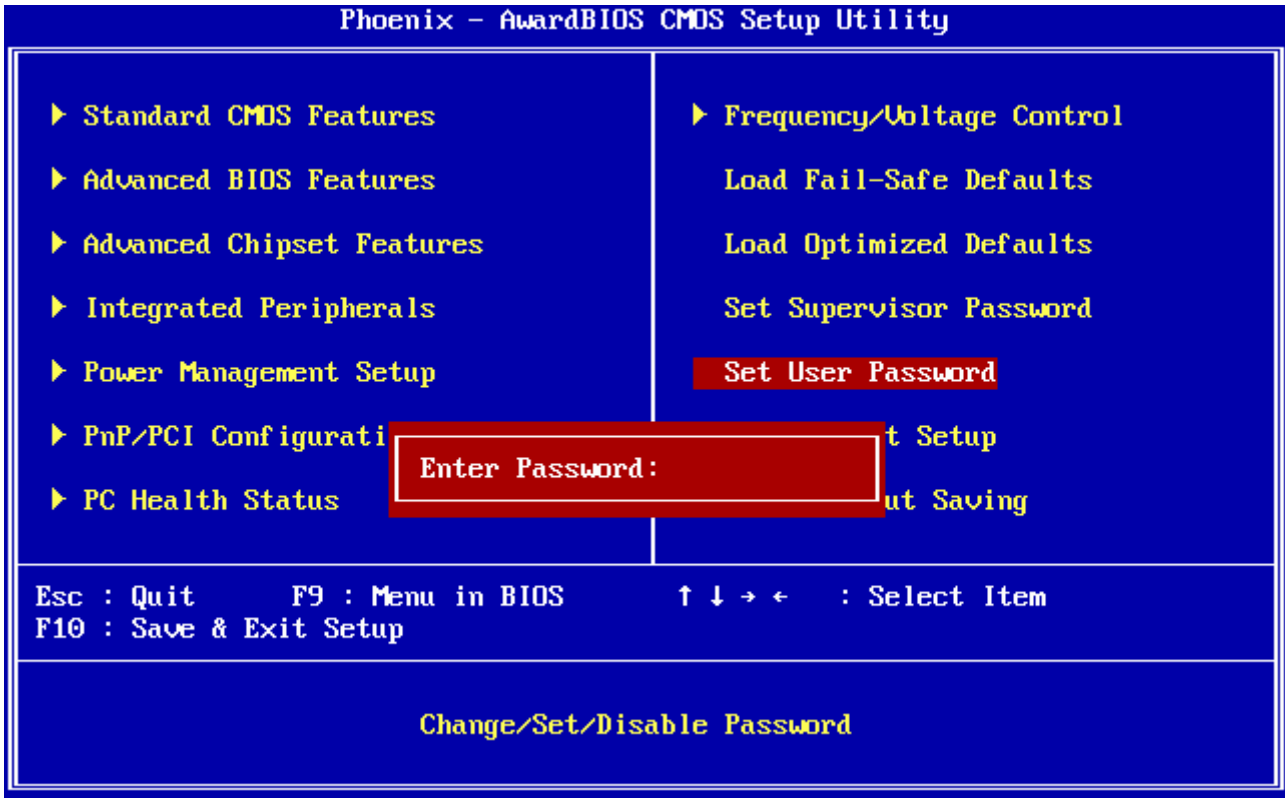 Phoenix - AwardBIOS CMOS Setup Utility
Standard CMOS Features
Advanced BIOS Features
Advanced Chipset Features
Integrated Peripherals
Power Management Setup
PnP/PCI Configurati
PC Health Status
Frequency/Voltage Control
Load Fail-Safe Defaults
Load Optimized Defaults
Set Supervisor Password
Set User Password
t Setup
ut Saving
Enter Password:
Esc : Quit F9 : Menu in BIOS ↑ ↓ → ← : Select Item
F10 : Save & Exit Setup
Change/Set/Disable Password